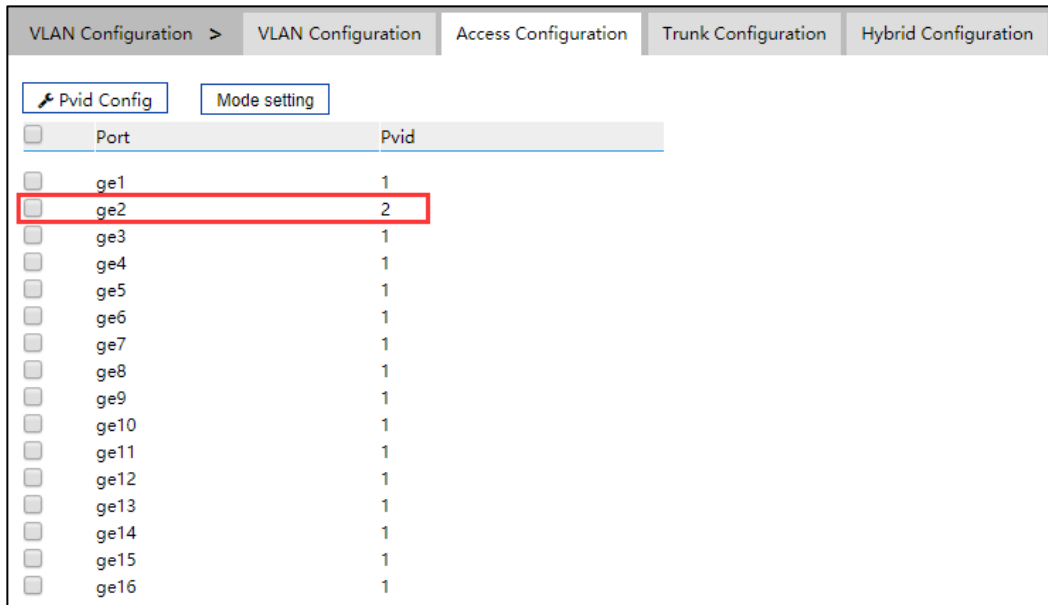 VLAN Configuration > VLAN Configuration Access Configuration Trunk Configuration Hybrid Configuration
Pvid Config Mode setting
Port Pvid
ge1 1
ge2 2
ge3 1
ge4 1
ge5 1
ge6 1
ge7 1
ge8 1
ge9 1
ge10 1
ge11 1
ge12 1
ge13 1
ge14 1
ge15 1
ge16 1